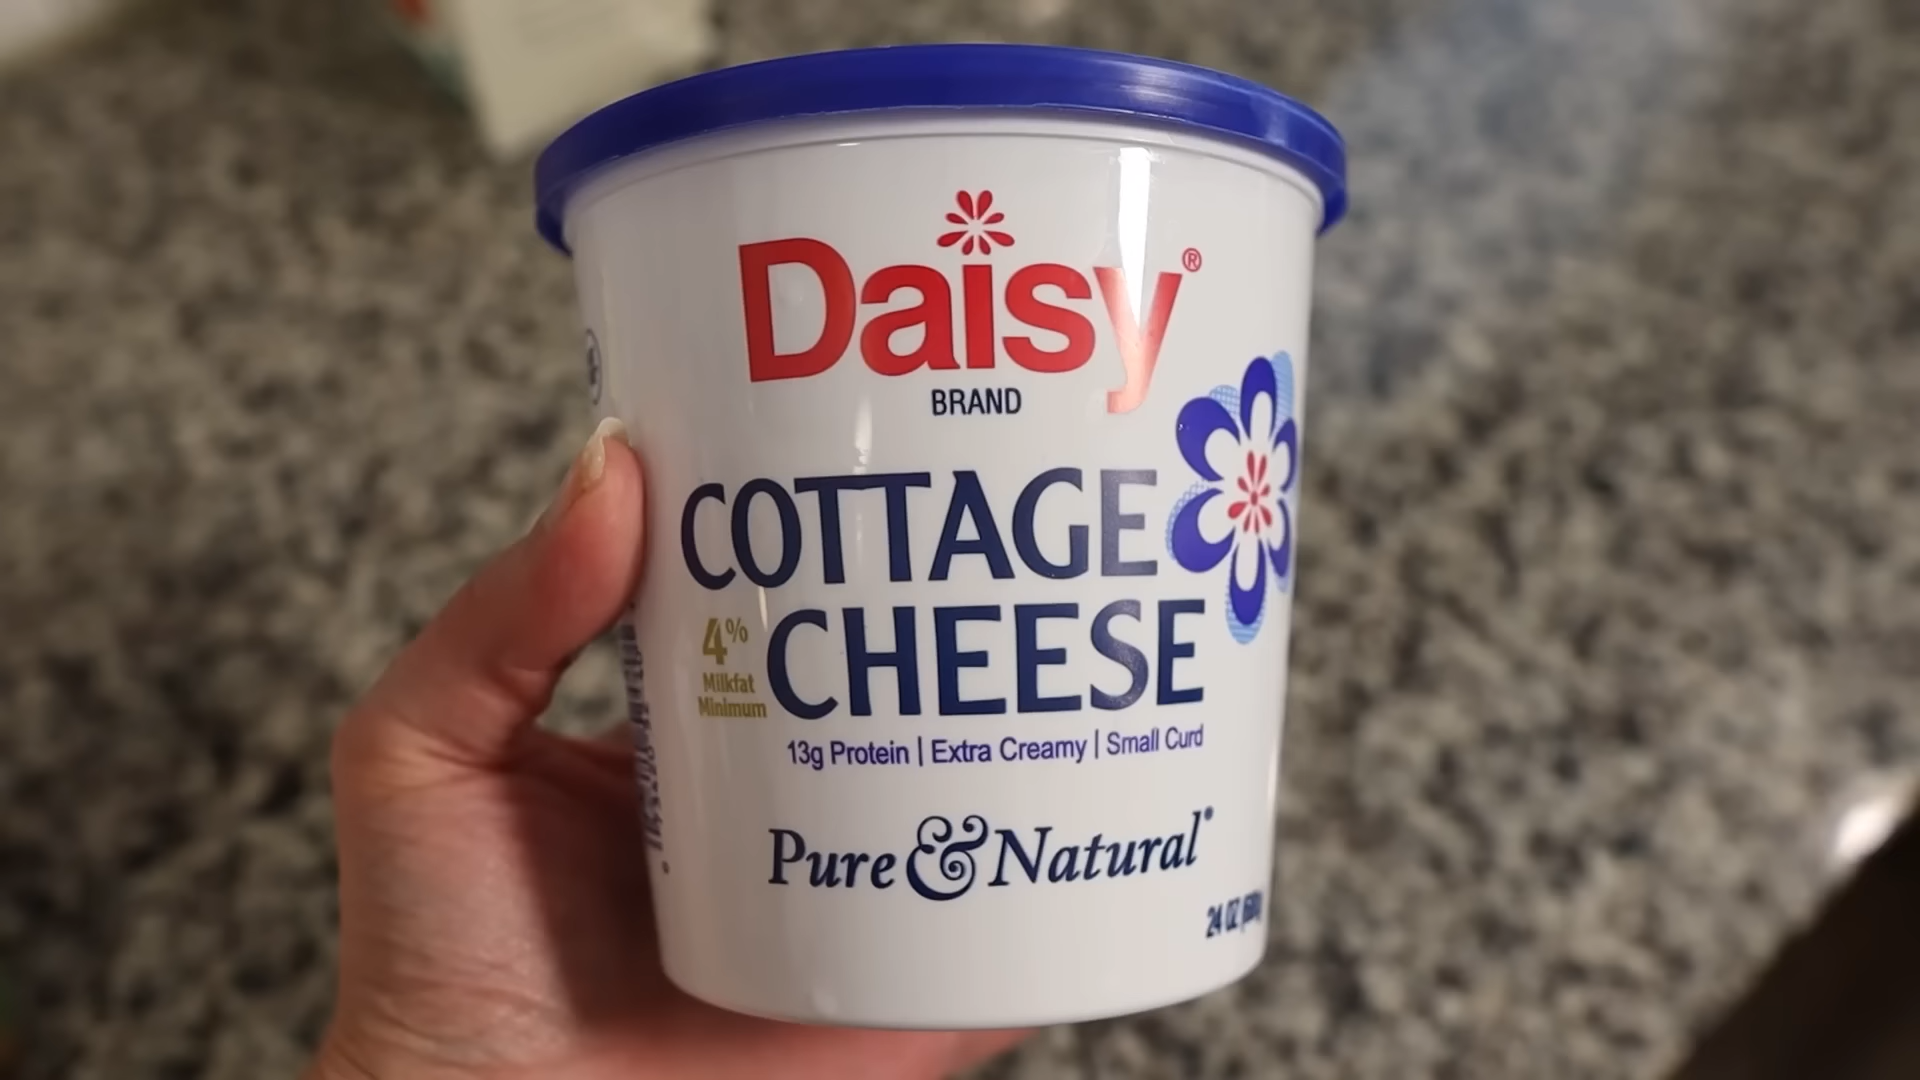 Daisy®
BRAND
COTTAGE
CHEESE
4%
Milkfat
Minimum
13g Protein | Extra Creamy | Small Curd
Pure & Natural
24 OZ